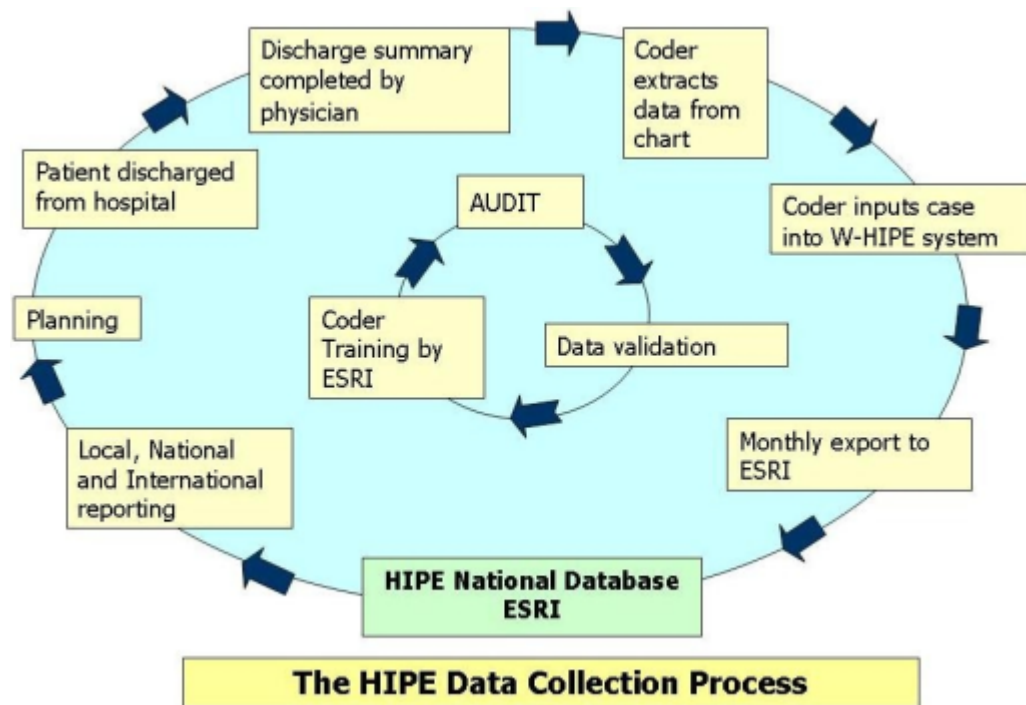 Discharge summary
completed by
physician
Coder
extracts
data from
chart
Patient discharged
from hospital
AUDIT
Coder inputs case
into W-HIPE system
Planning
Coder
Training by
ESRI
Data validation
Local, National
and International
reporting
Monthly export to
ESRI
HIPE National Database
ESRI
The HIPE Data Collection Process